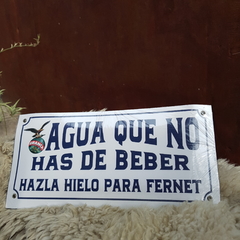 AGUA QUE NO
HAS DE BEBER
HAZLA HIELO PARA FERNET